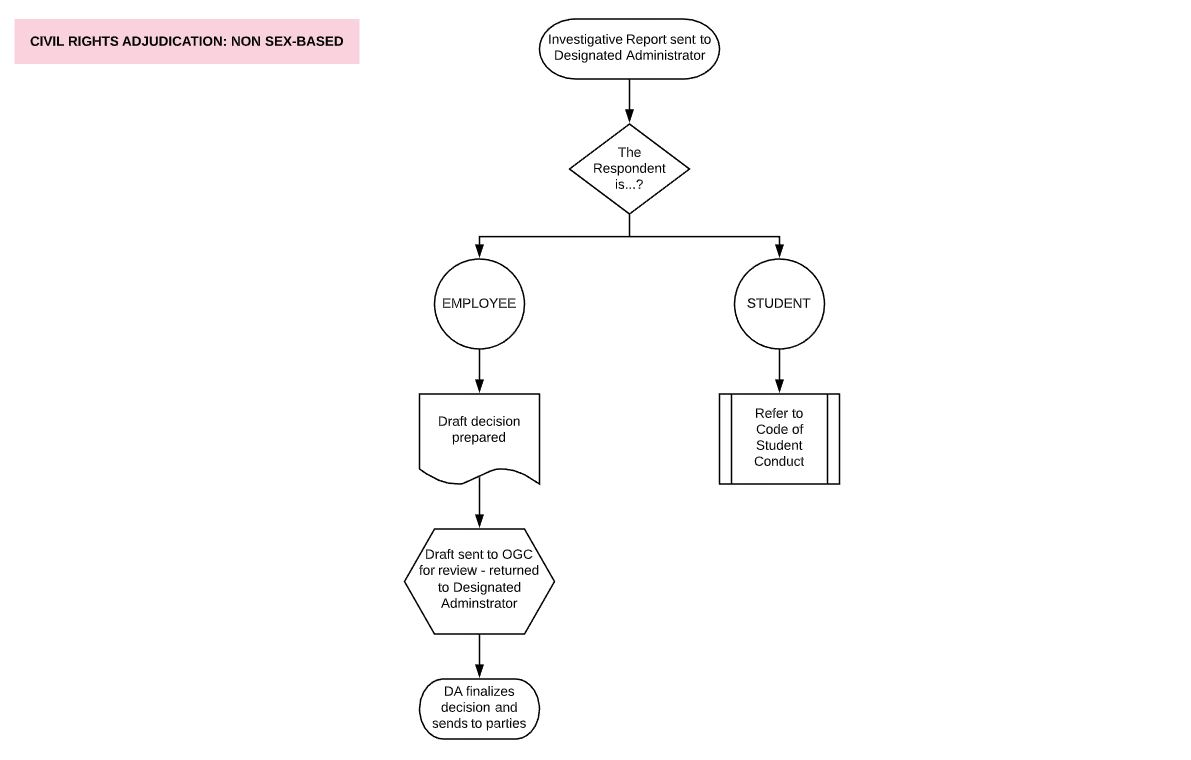 CIVIL RIGHTS ADJUDICATION: NON SEX-BASED
Investigative Report sent to
Designated Administrator
The
Respondent
is...?
EMPLOYEE
STUDENT
Draft decision
prepared
Refer to
Code of
Student
Conduct
Draft sent to OGC
for review - returned
to Designated
Adminstrator
DA finalizes
decision and
sends to parties